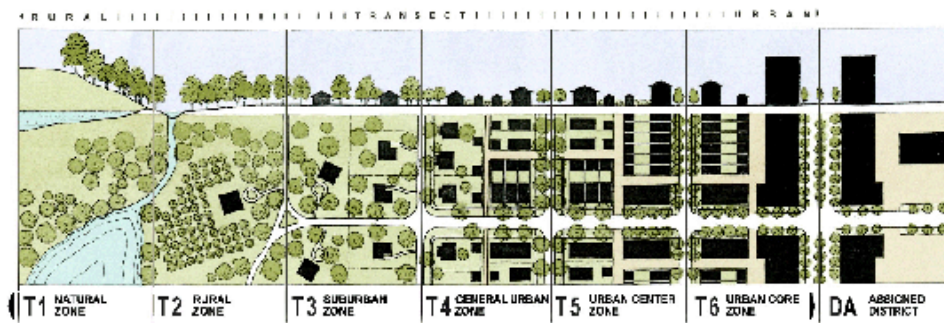 RURAL TRANSECT URBAN
T1 NATURAL ZONE
T2 RURAL ZONE
T3 SUBURBAN ZONE
T4 GENERAL URBAN ZONE
T5 URBAN CENTER ZONE
T6 URBAN CORE ZONE
DA ASSIGNED DISTRICT